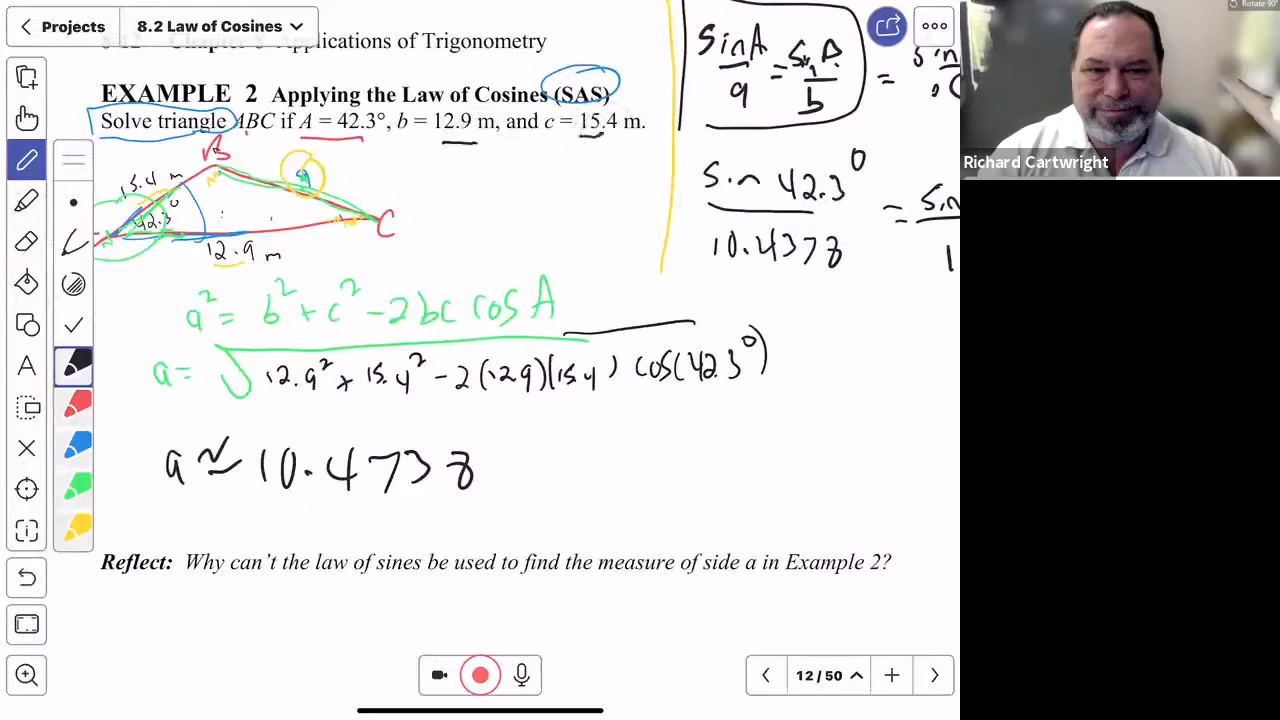 Projects
8.2 Law of Cosines
Applications of Trigonometry
EXAMPLE 2 Applying the Law of Cosines (SAS)
Solve triangle ABC if A = 42.3°, b = 12.9 m, and c = 15.4 m.
B
15.4 m
a
42.3°
C
12.9 m
a² = b² + c² - 2bc cos A
a = √ 12.9² + 15.4² - 2(12.9)(15.4) cos(42.3°)
a ≈ 10.4738
Reflect: Why can't the law of sines be used to find the measure of side a in Example 2?
12/50
sin 42.3°
10.4378
= sin
Rotate 90°
Richard Cartwright